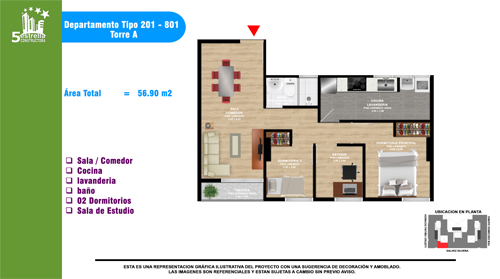 5 estrella
CONSTRUCTORA
Departamento Tipo 201 - 801
Torre A
Área Total = 56.90 m2
Sala / Comedor
Cocina
lavanderia
baño
02 Dormitorios
Sala de Estudio
SALA
COMEDOR
COCINA
LAVANDERIA
DORMITORIO 2
ESTUDIO
DORMITORIO PRINCIPAL
UBICACION EN PLANTA
ESTA ES UNA REPRESENTACION GRÁFICA ILUSTRATIVA DEL PROYECTO CON UNA SUGERENCIA DE DECORACIÓN Y AMOBLADO.
LAS IMAGENES SON REFERENCIALES Y ESTAN SUJETAS A CAMBIO SIN PREVIO AVISO.